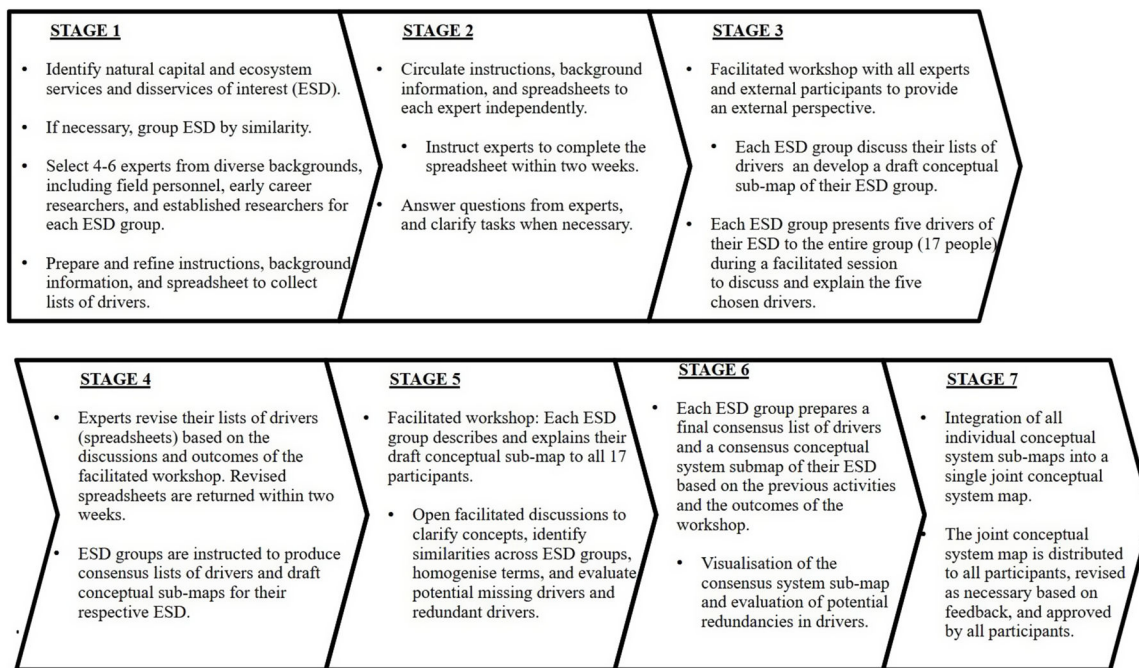 STAGE 1
• Identify natural capital and ecosystem
services and disservices of interest (ESD).
• If necessary, group ESD by similarity.
• Select 4-6 experts from diverse backgrounds,
including field personnel, early career
researchers, and established researchers for
each ESD group.
• Prepare and refine instructions, background
information, and spreadsheet to collect
lists of drivers.
STAGE 2
• Circulate instructions, background
information, and spreadsheets to
each expert independently.
• Instruct experts to complete the
spreadsheet within two weeks.
• Answer questions from experts,
and clarify tasks when necessary.
STAGE 3
• Facilitated workshop with all experts
and external participants to provide
an external perspective.
• Each ESD group discuss their lists of
drivers an develop a draft conceptual
sub-map of their ESD group.
• Each ESD group presents five drivers of
their ESD to the entire group (17 people)
during a facilitated session
to discuss and explain the five
chosen drivers.
STAGE 4
• Experts revise their lists of drivers
(spreadsheets) based on the
discussions and outcomes of the
facilitated workshop. Revised
spreadsheets are returned within two
weeks.
• ESD groups are instructed to produce
consensus lists of drivers and draft
conceptual sub-maps for their
respective ESD.
STAGE 5
• Facilitated workshop: Each ESD
group describes and explains their
draft conceptual sub-map to all 17
participants.
• Open facilitated discussions to
clarify concepts, identify
similarities across ESD groups,
homogenise terms, and evaluate
potential missing drivers and
redundant drivers.
STAGE 6
• Each ESD group prepares a
final consensus list of drivers
and a consensus conceptual
system submap of their ESD
based on the previous activities
and the outcomes of the
workshop.
• Visualisation of the
consensus system sub-map
and evaluation of potential
redundancies in drivers.
STAGE 7
• Integration of all
individual conceptual
system sub-maps into a
single joint conceptual
system map.
• The joint conceptual
system map is distributed
to all participants, revised
as necessary based on
feedback, and approved
by all participants.